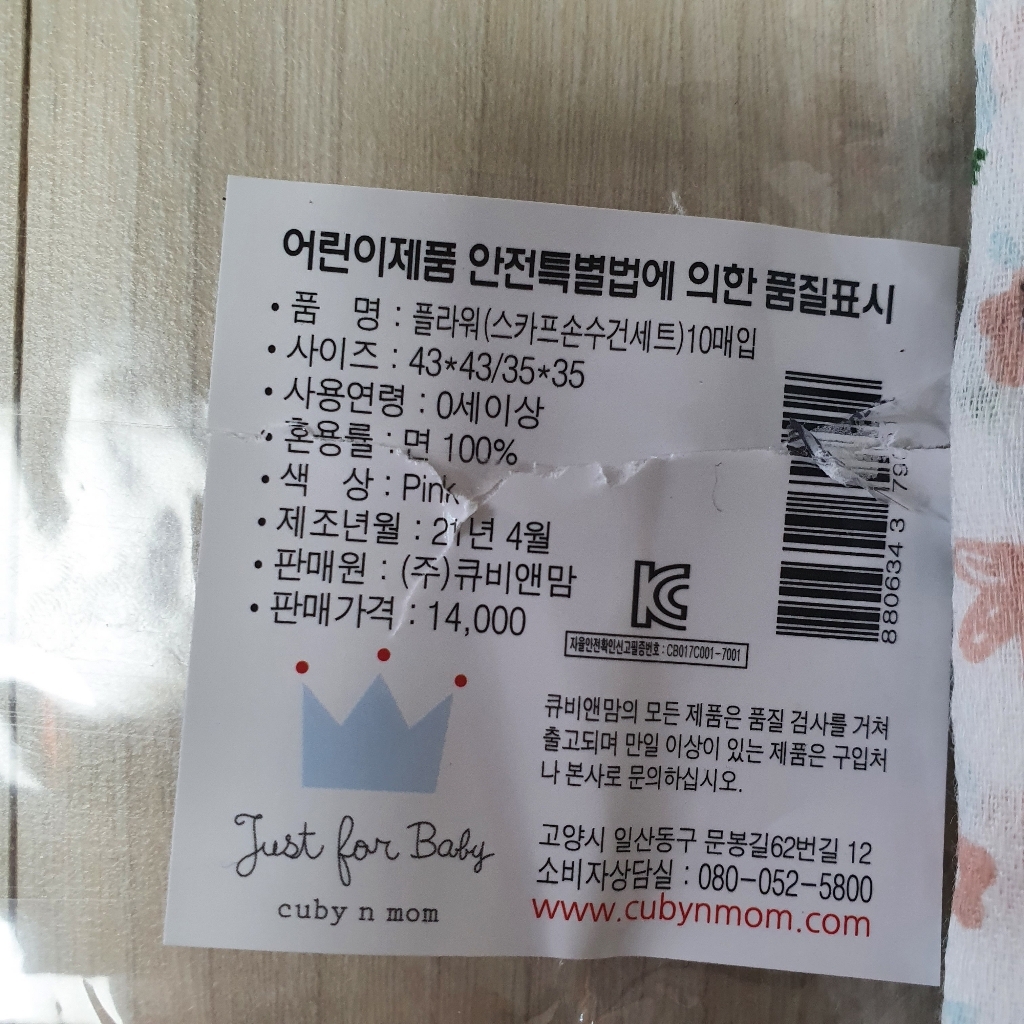 어린이제품 안전특별법에 의한 품질표시
• 품 명 : 플라워(스카프손수건세트)10매입
• 사이즈 : 43*43/35*35
• 사용연령 : 0세이상
• 혼용률 : 면 100%
• 색 상 : Pink
• 제조년월 : 21년 4월
• 판매원 : (주)큐비앤맘
• 판매가격 : 14,000
KC
자율안전확인신고필증번호 : CB017C001-7001
8 806344 3
큐비앤맘의 모든 제품은 품질 검사를 거쳐
출고되며 만일 이상이 있는 제품은 구입처
나 본사로 문의하십시오.
고양시 일산동구 문봉길62번길 12
소비자상담실 : 080-052-5800
www.cubynmom.com
Just for Baby
cuby n mom